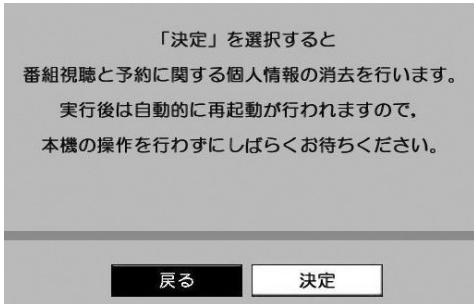 「決定」を選択すると
番組視聴と予約に関する個人情報の消去を行います。
実行後は自動的に再起動が行われますので,
本機の操作を行わずにしばらくお待ちください。
戻る
決定